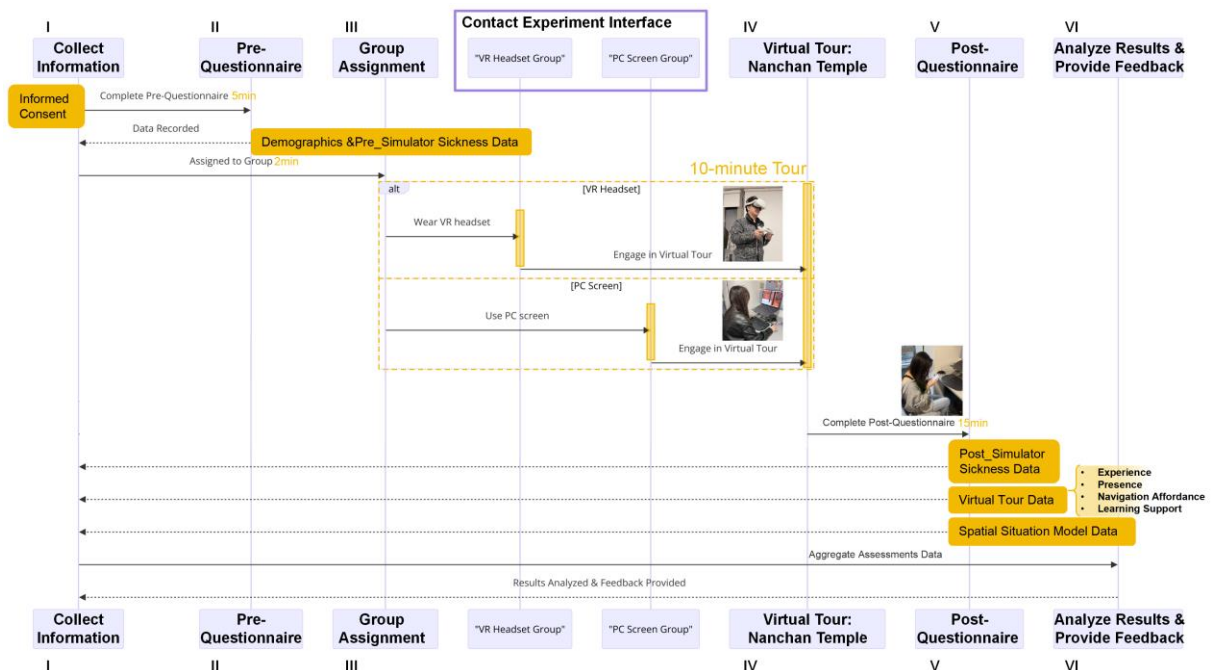 Contact Experiment Interface
I
II
III
IV
V
VI
Collect
Information
Pre-
Questionnaire
Group
Assignment
"VR Headset Group"
"PC Screen Group"
Virtual Tour:
Nanchan Temple
Post-
Questionnaire
Analyze Results &
Provide Feedback
Informed
Consent
Complete Pre-Questionnaire 5min
Data Recorded
Demographics &Pre_Simulator Sickness Data
Assigned to Group 2min
10-minute Tour
alt
[VR Headset]
Wear VR headset
Engage in Virtual Tour
[PC Screen]
Use PC screen
Engage in Virtual Tour
Complete Post-Questionnaire 15min
Post_Simulator
Sickness Data
Virtual Tour Data
• Experience
• Presence
• Navigation Affordance
• Learning Support
Spatial Situation Model Data
Aggregate Assessments Data
Results Analyzed & Feedback Provided
Collect
Information
Pre-
Questionnaire
Group
Assignment
"VR Headset Group"
"PC Screen Group"
Virtual Tour:
Nanchan Temple
Post-
Questionnaire
Analyze Results &
Provide Feedback
I
II
III
IV
V
VI